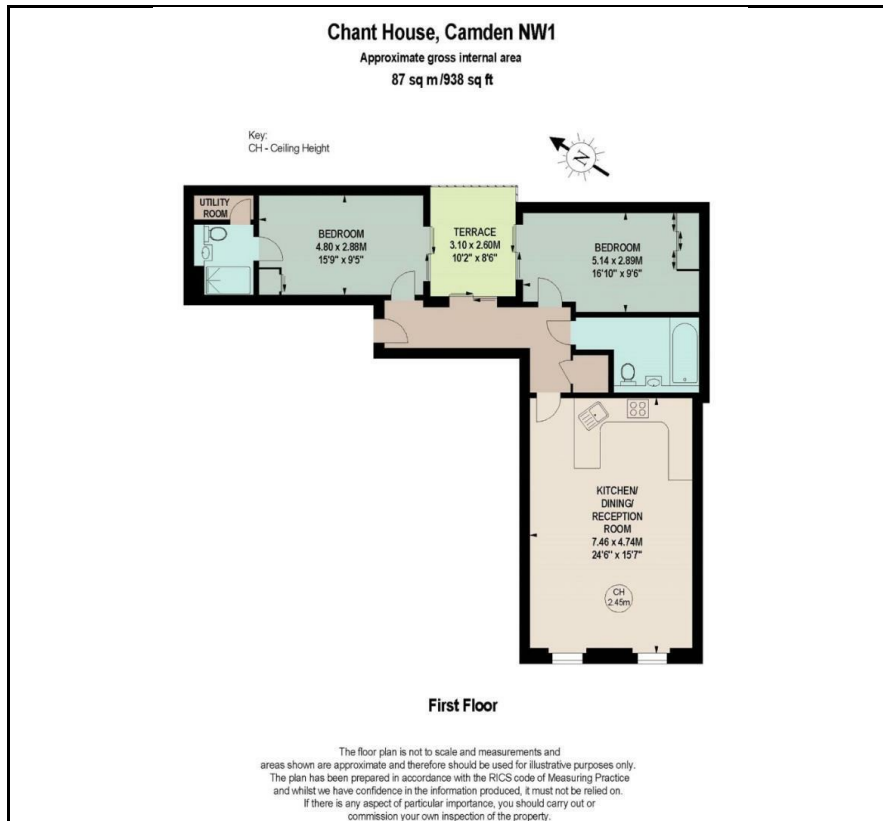 Chant House, Camden NW1
Approximate gross internal area
87 sq m /938 sq ft
Key:
CH - Ceiling Height
N
UTILITY
ROOM
BEDROOM
4.80 x 2.88M
15'9" x 9'5"
TERRACE
3.10 x 2.60M
10'2" x 8'6"
BEDROOM
5.14 x 2.89M
16'10" x 9'6"
KITCHEN/
DINING/
RECEPTION
ROOM
7.46 x 4.74M
24'6" x 15'7"
CH
2.45m
First Floor
The floor plan is not to scale and measurements and
areas shown are approximate and therefore should be used for illustrative purposes only.
The plan has been prepared in accordance with the RICS code of Measuring Practice
and whilst we have confidence in the information produced, it must not be relied on.
If there is any aspect of particular importance, you should carry out or
commission your own inspection of the property.